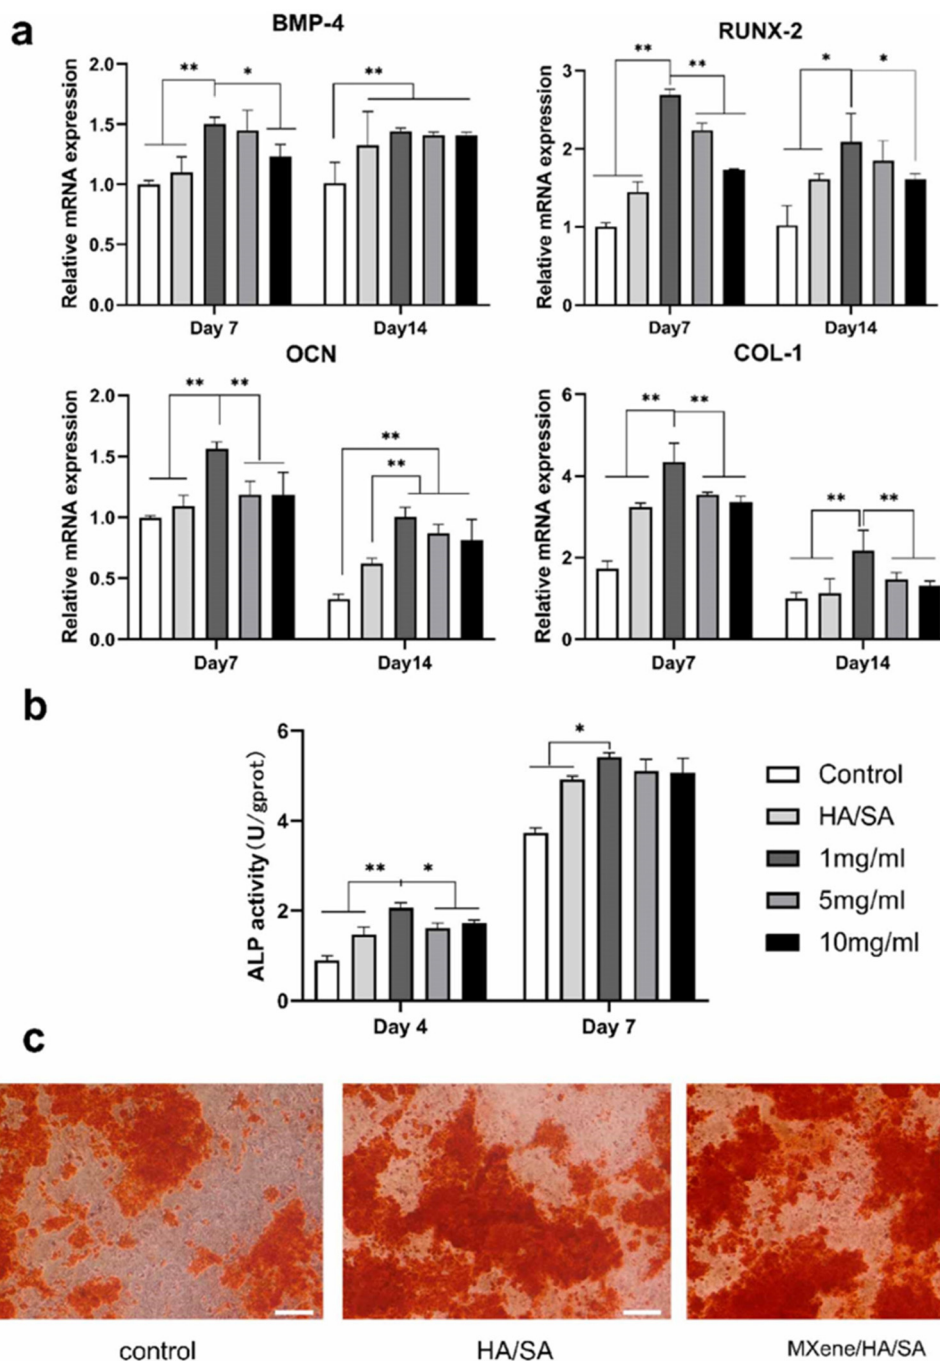 a
BMP-4
RUNX-2
Relative mRNA expression
2.0
1.5
1.0
0.5
0.0
** * **
Day 7 Day14
Relative mRNA expression
3
2
1
0
** ** * *
Day7 Day14
OCN
COL-1
Relative mRNA expression
2.0
1.5
1.0
0.5
0.0
** ** ** **
Day7 Day14
Relative mRNA expression
6
4
2
0
** ** ** **
Day7 Day14
b
ALP activity(U/gprot)
6
4
2
0
** * *
Day 4 Day 7
Control
HA/SA
1mg/ml
5mg/ml
10mg/ml
c
control HA/SA MXene/HA/SA